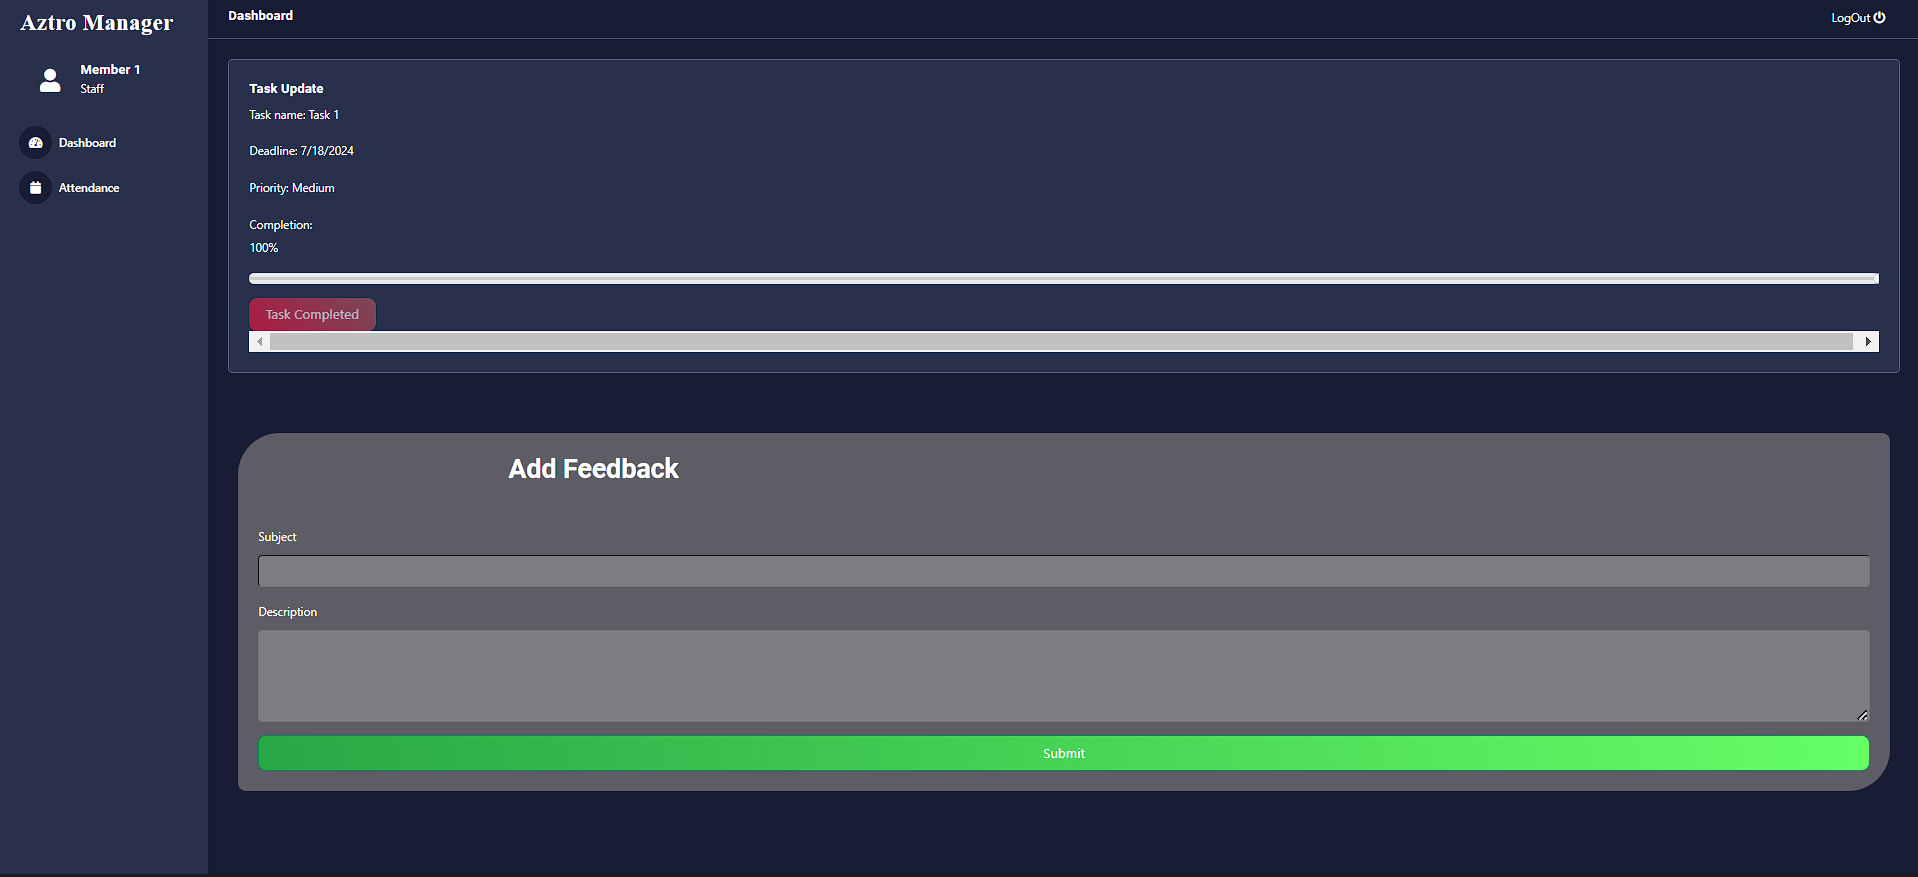 Aztro Manager
Member 1
Staff
Dashboard
Attendance
Dashboard
LogOut
Task Update
Task name: Task 1
Deadline: 7/18/2024
Priority: Medium
Completion:
100%
Task Completed
Add Feedback
Subject
Description
Submit